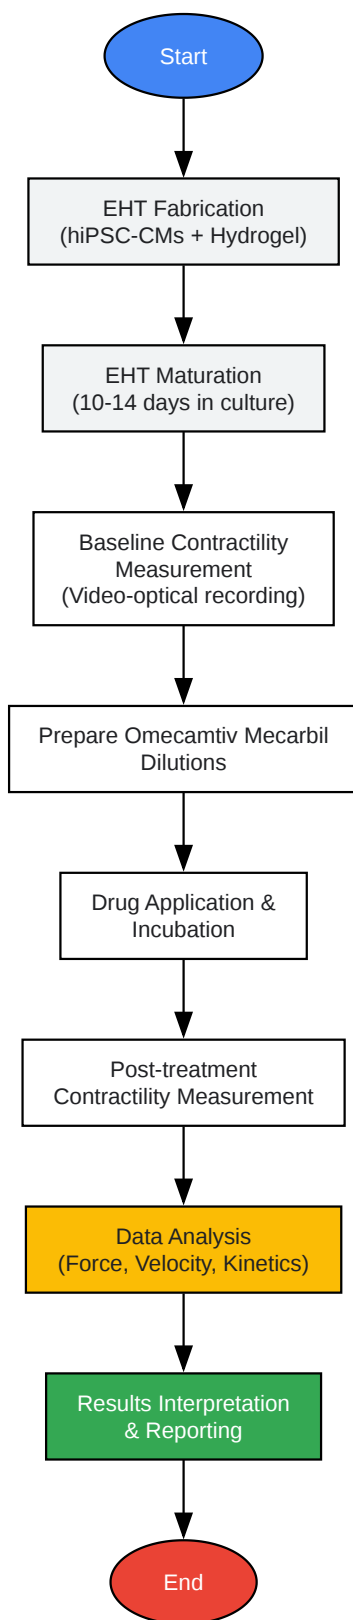 Start
EHT Fabrication
(hiPSC-CMs + Hydrogel)
EHT Maturation
(10-14 days in culture)
Baseline Contractility
Measurement
(Video-optical recording)
Prepare Omecamtiv Mecarbil
Dilutions
Drug Application &
Incubation
Post-treatment
Contractility Measurement
Data Analysis
(Force, Velocity, Kinetics)
Results Interpretation
& Reporting
End